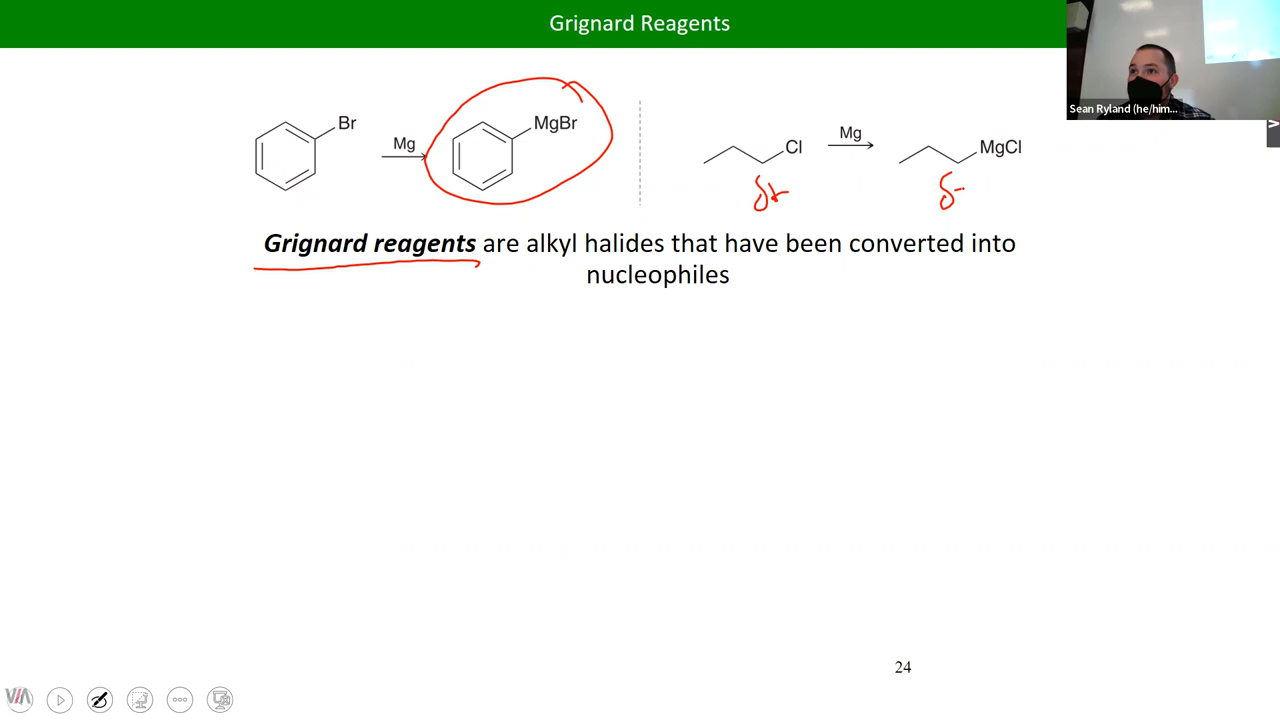 Grignard Reagents
Sean Ryland (he/him...
Br
Mg
MgBr
Cl
Mg
MgCl
δ+
δ-
Grignard reagents are alkyl halides that have been converted into
nucleophiles
24